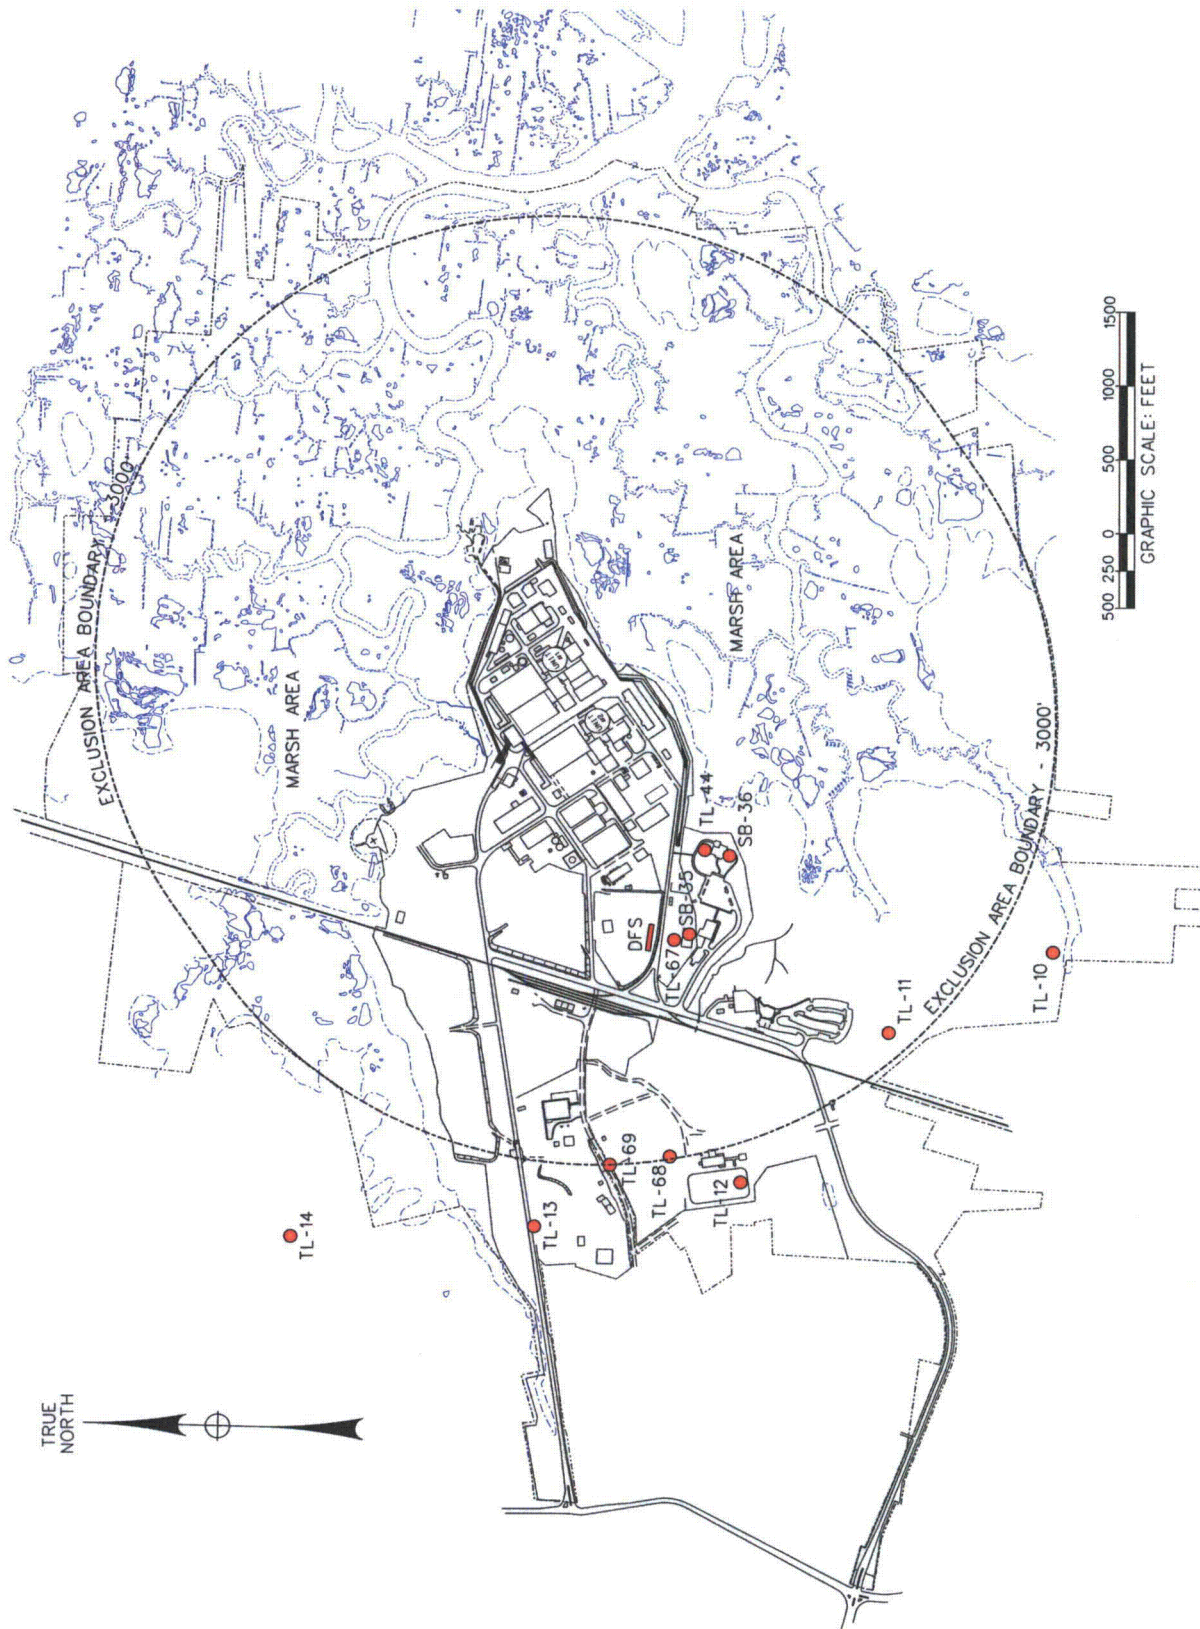 TRUE
NORTH
EXCLUSION AREA BOUNDARY - 3000'
MARSH AREA
MARSH AREA
TL-14
TL-13
TL-69
TL-68
TL-12
DFS
TL-67
SB-35
TL-44
SB-36
UNIT
TL-11
TL-10
EXCLUSION AREA BOUNDARY - 3000'
500 250 0 500 1000 1500
GRAPHIC SCALE: FEET